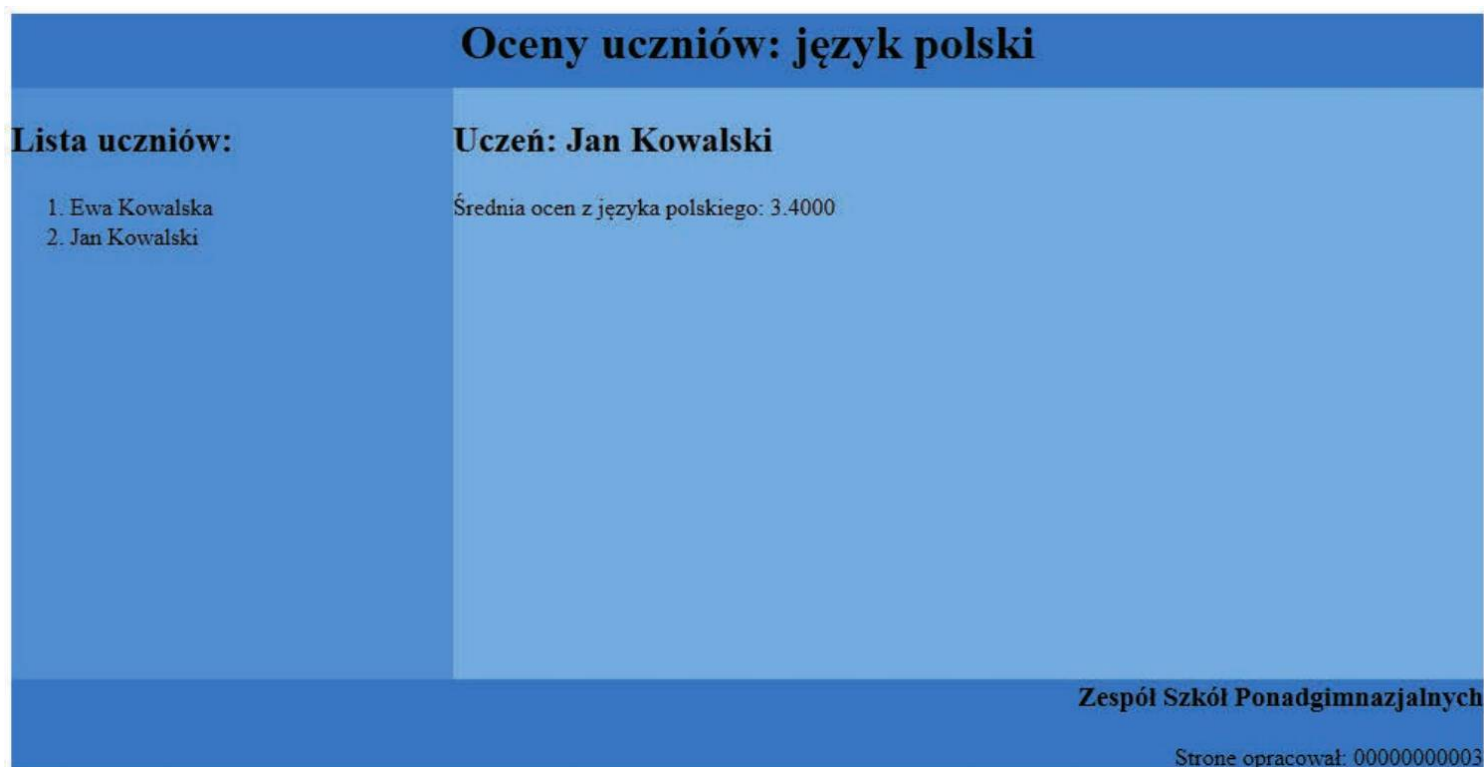 Oceny uczniów: język polski
Lista uczniów:
1. Ewa Kowalska
2. Jan Kowalski
Uczeń: Jan Kowalski
Średnia ocen z języka polskiego: 3.4000
Zespół Szkół Ponadgimnazjalnych
Stronę opracował: 00000000003